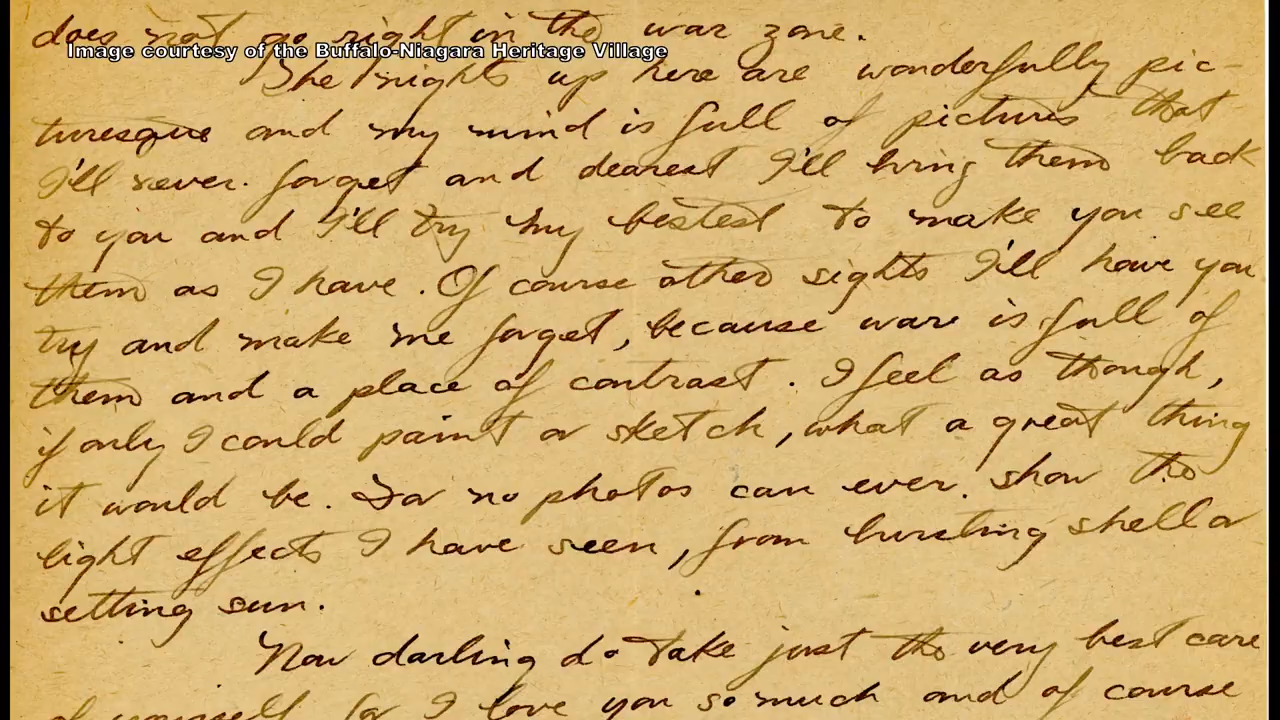 does not go right in the war zone.
Image courtesy of the Buffalo-Niagara Heritage Village
The nights up here are wonderfully pic-
turesque and my mind is full of pictures that
I'll never forget and dearest I'll bring them back
to you and I'll try my bestest to make you see
them as I have. Of course other sights I'll have you
try and make me forget, because war is full of
them and a place of contrast. I feel as though,
if only I could paint or sketch, what a great thing
it would be. For no photos can ever show the
light effects I have seen, from bursting shell or
setting sun.
Now darling do take just the very best care
of yourself for I love you so much and of course